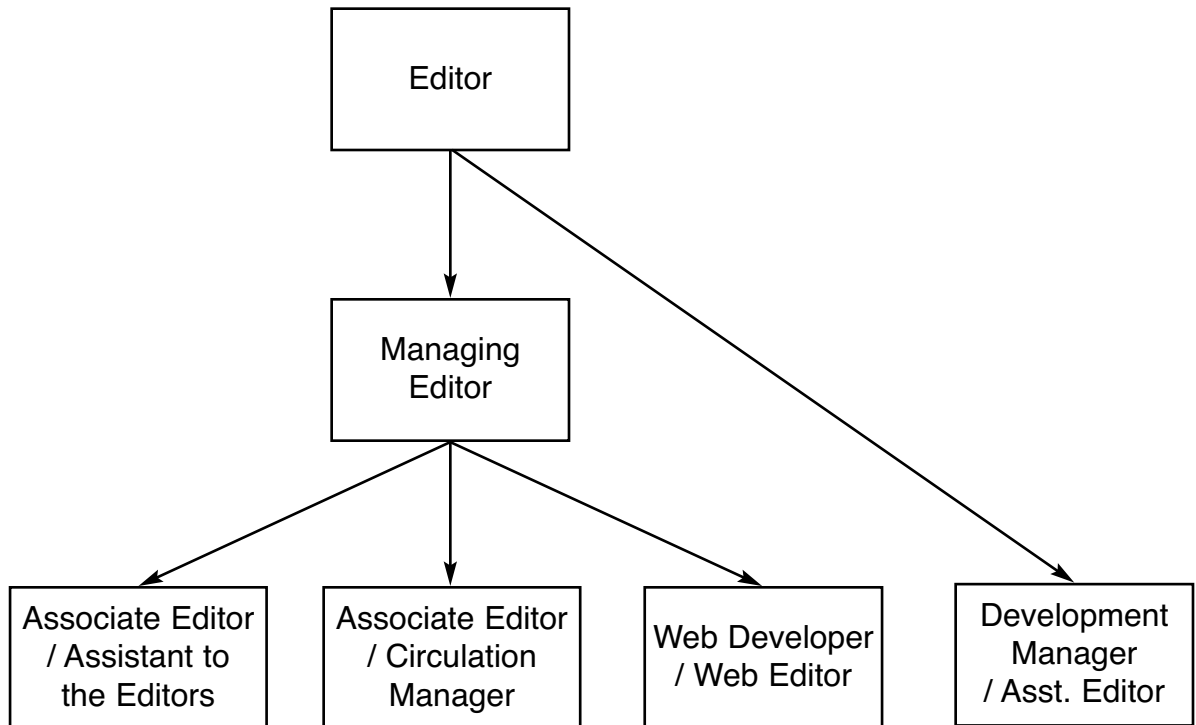 Editor
Managing
Editor
Associate Editor
/ Assistant to
the Editors
Associate Editor
/ Circulation
Manager
Web Developer
/ Web Editor
Development
Manager
/ Asst. Editor